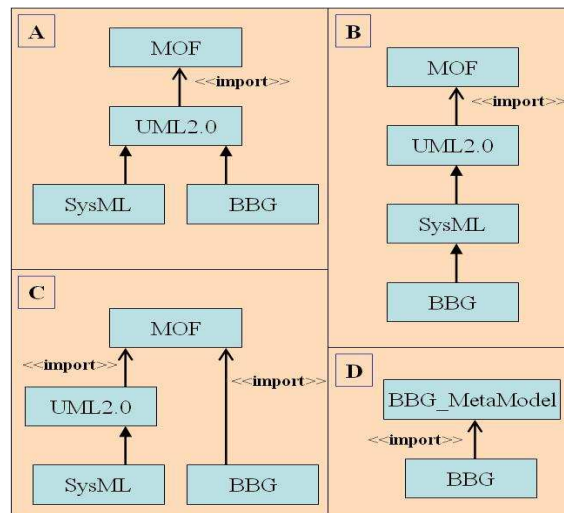 A
MOF
<<import>>
UML2.0
SysML
BBG
B
MOF
<<import>>
UML2.0
SysML
BBG
C
MOF
<<import>>
<<import>>
UML2.0
SysML
BBG
D
BBG_MetaModel
<<import>>
BBG